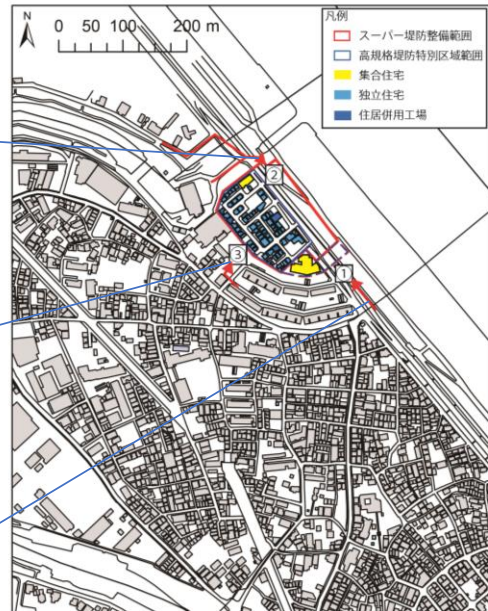 N
0 50 100 200 m
凡例
スーパー堤防整備範囲
高規格堤防特別区域範囲
集合住宅
独立住宅
住居併用工場
2
3
1